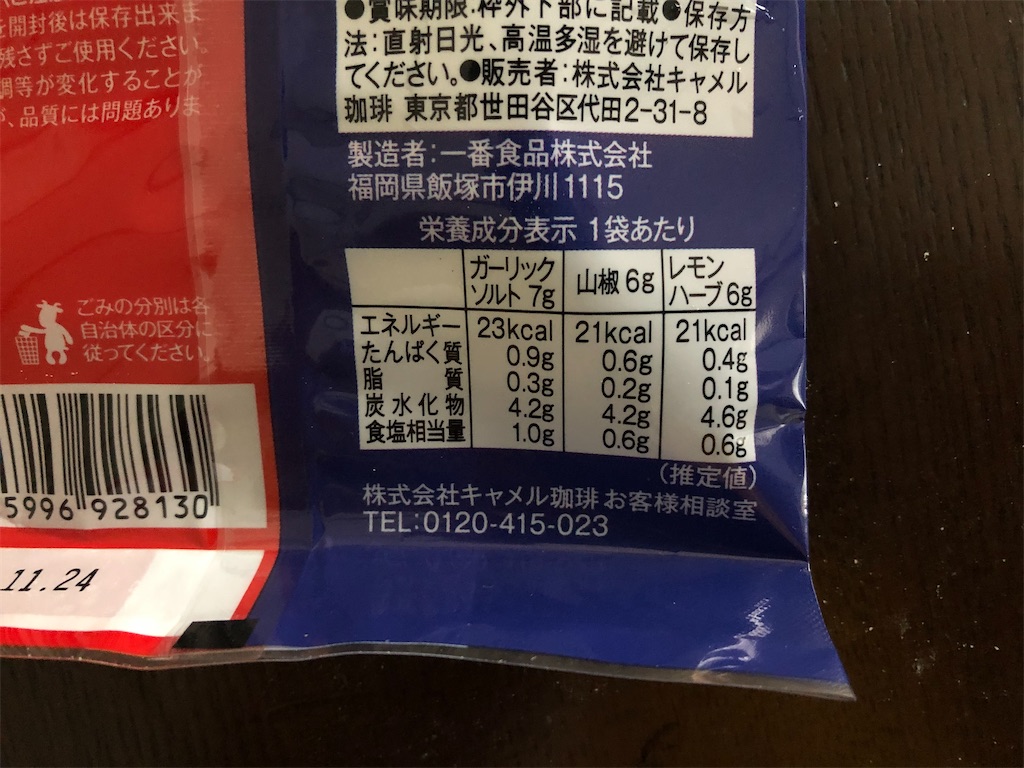 開封後は保存出来ま
残さずご使用ください。
調等が変化することが
、品質には問題ありま
ごみの分別は各
自治体の区分に
従ってください。
5996 928130
11.24
●賞味期限:枠外下部に記載●保存方
法:直射日光、高温多湿を避けて保存し
てください。●販売者:株式会社キャメル
珈琲 東京都世田谷区代田2-31-8
製造者:一番食品株式会社
福岡県飯塚市伊川1115
栄養成分表示 1袋あたり
ガーリックソルト 7g 山椒 6g レモンハーブ 6g
エネルギー 23kcal 21kcal 21kcal
たんぱく質 0.9g 0.6g 0.4g
脂質 0.3g 0.2g 0.1g
炭水化物 4.2g 4.2g 4.6g
食塩相当量 1.0g 0.6g 0.6g
(推定値)
株式会社キャメル珈琲 お客様相談室
TEL:0120-415-023